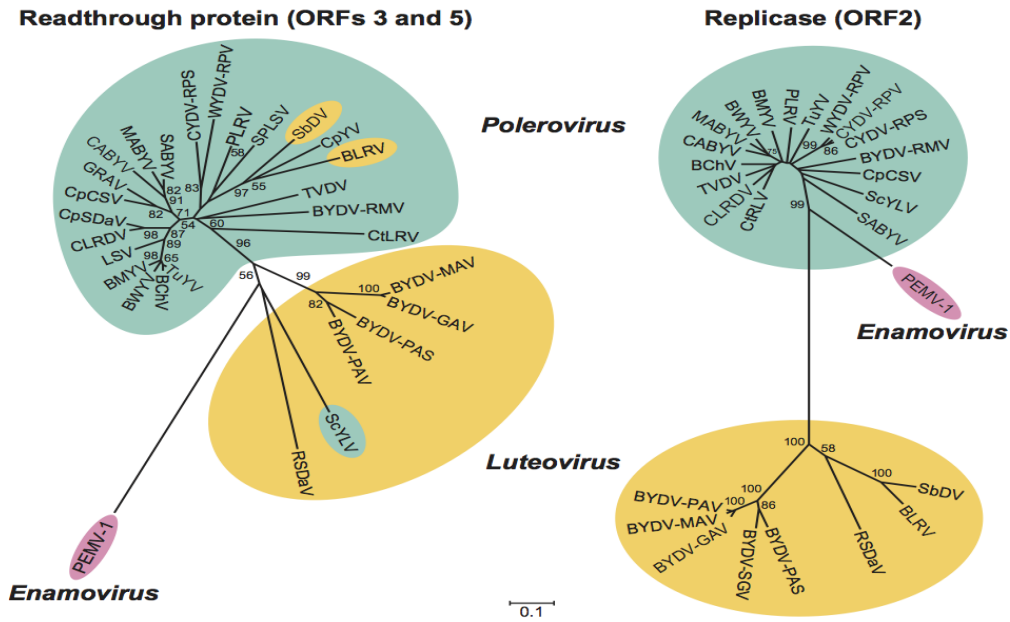 Readthrough protein (ORFs 3 and 5)
Replicase (ORF2)
CYDV-RPS
WYDV-RPV
PLRV
SPLSV
SbDV
CpYV
BLRV
TVDV
BYDV-RMV
CtLRV
SABYV
MABYV
CABYV
GRAV
CpCSV
CpSDaV
CLRDV
LSV
BMYV
BWYV
BChV
TuYV
58
55
97
83
82
91
82
71
54
60
98
87
89
98
65
96
56
99
100
82
BYDV-MAV
BYDV-GAV
BYDV-PAS
BYDV-PAV
ScYLV
RSDaV
PEMV-1
Enamovirus
Polerovirus
Luteovirus
0.1
BMYV
PLRV
TuYV
WYDV-RPV
CYDV-RPV
CYDV-RPS
BYDV-RMV
CpCSV
ScYLV
SABYV
BWYV
MABYV
CABYV
BChV
TVDV
CLRDV
CtRLV
75
99
86
99
PEMV-1
Enamovirus
100
58
100
100
100
86
SbDV
BLRV
RSDaV
BYDV-PAV
BYDV-MAV
BYDV-GAV
BYDV-SGV
BYDV-PAS